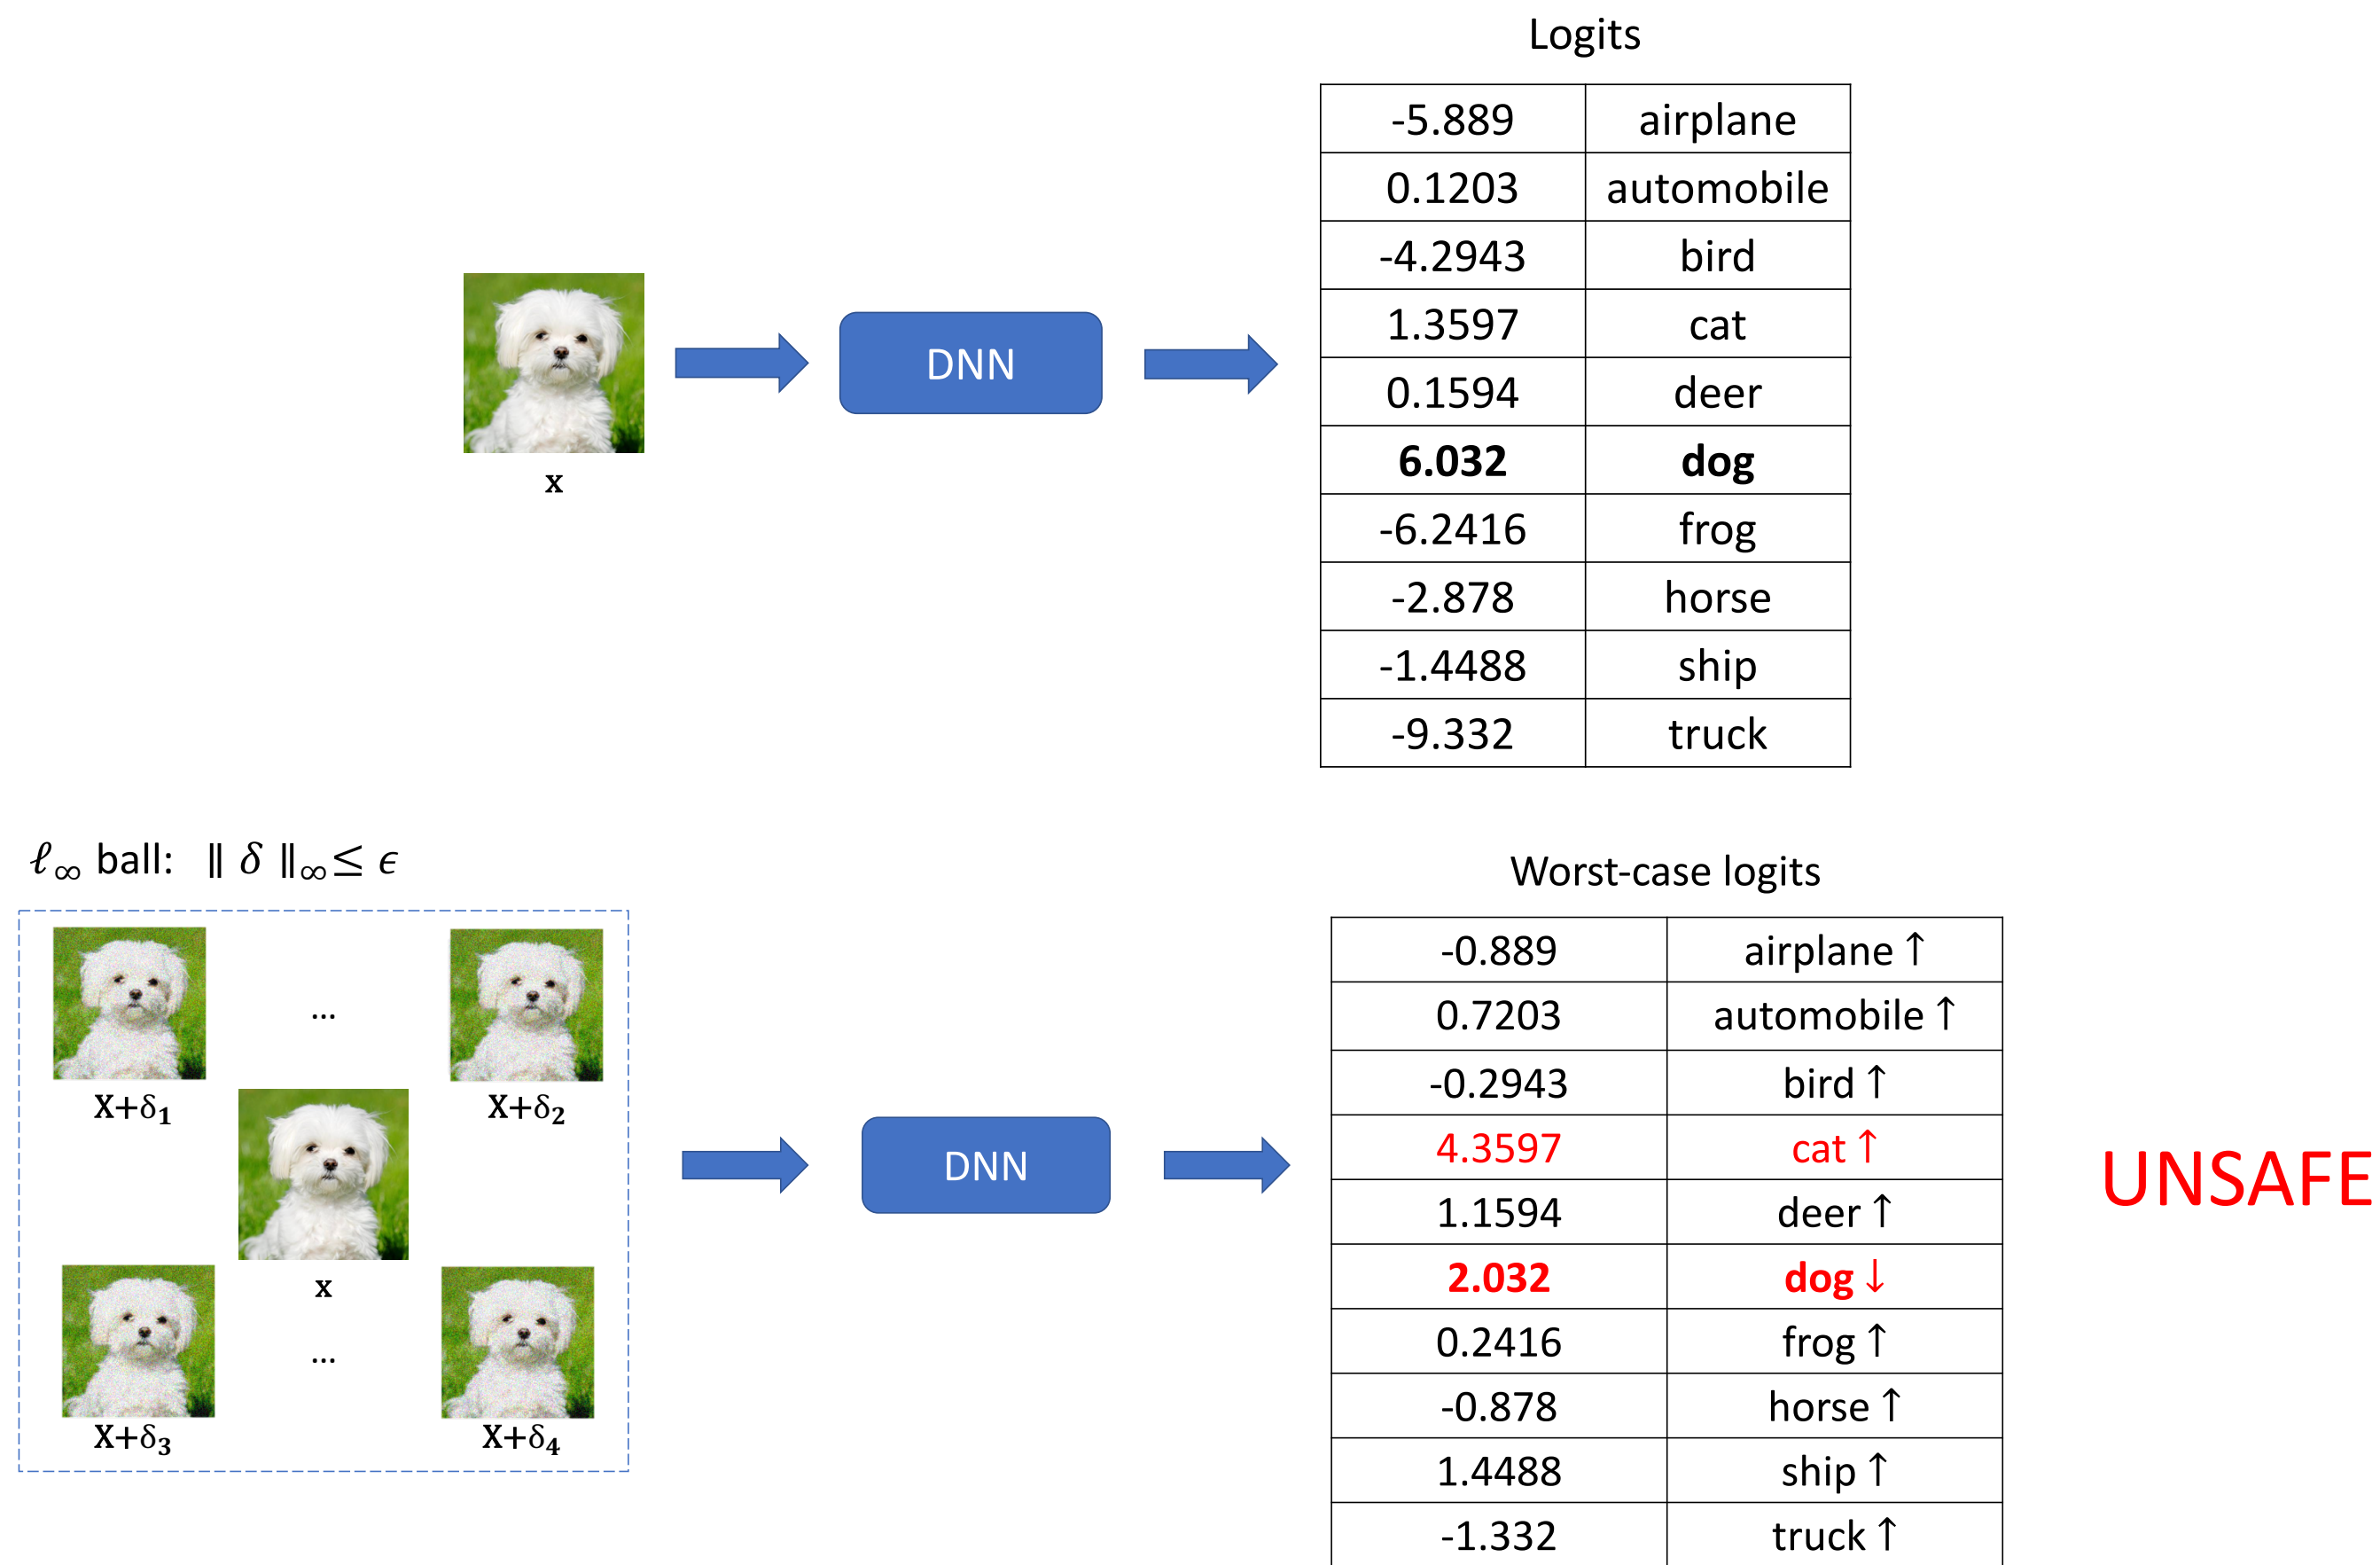 Logits
-5.889 airplane
0.1203 automobile
-4.2943 bird
1.3597 cat
0.1594 deer
6.032 dog
-6.2416 frog
-2.878 horse
-1.4488 ship
-9.332 truck
x
DNN
ℓ∞ ball: ‖ δ ‖∞≤ ϵ
X+δ₁
...
X+δ₂
x
X+δ₃
...
X+δ₄
DNN
Worst-case logits
-0.889 airplane ↑
0.7203 automobile ↑
-0.2943 bird ↑
4.3597 cat ↑
1.1594 deer ↑
2.032 dog ↓
0.2416 frog ↑
-0.878 horse ↑
1.4488 ship ↑
-1.332 truck ↑
UNSAFE